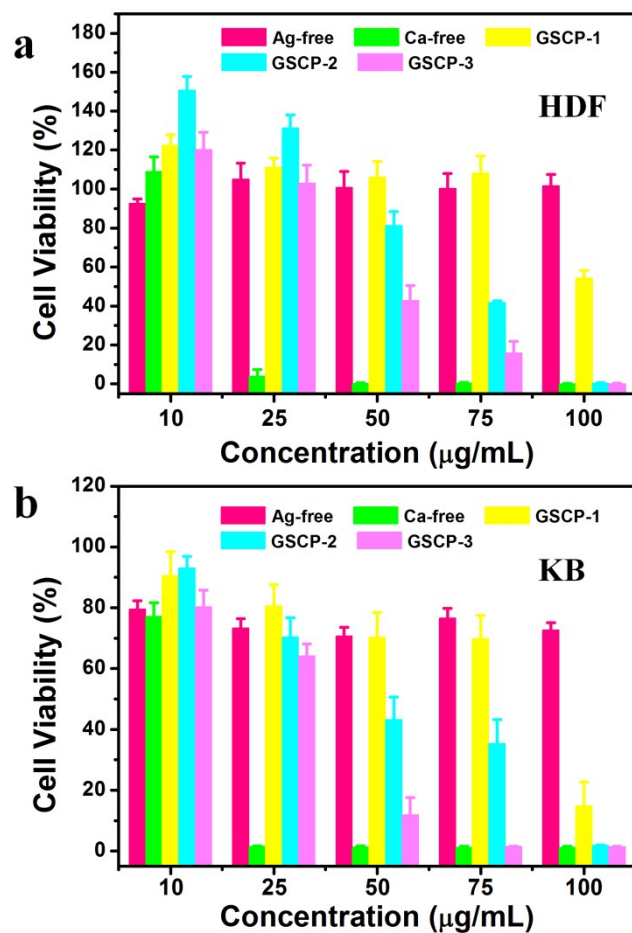 a
Ag-free Ca-free GSCP-1
GSCP-2 GSCP-3
HDF
180
160
140
120
100
80
60
40
20
0
Cell Viability (%)
10 25 50 75 100
Concentration (μg/mL)
b
Ag-free Ca-free GSCP-1
GSCP-2 GSCP-3
KB
120
100
80
60
40
20
0
Cell Viability (%)
10 25 50 75 100
Concentration (μg/mL)